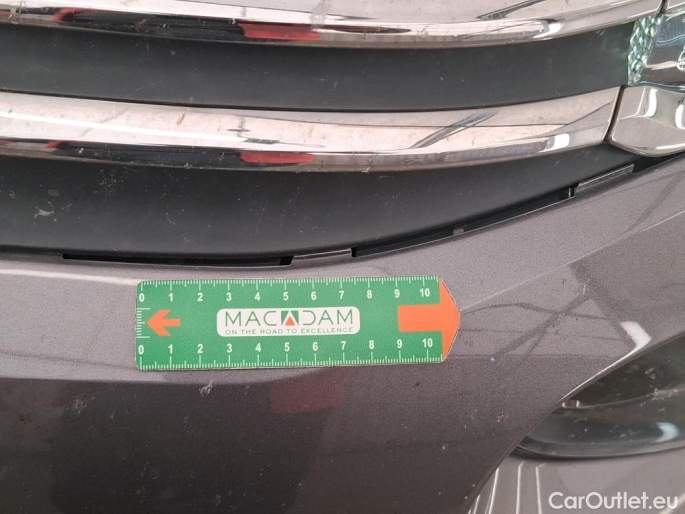 0 1 2 3 4 5 6 7 8 9 10
MACADAM
ON THE ROAD TO EXCELLENCE
0 1 2 3 4 5 6 7 8 9 10
CarOutlet.eu